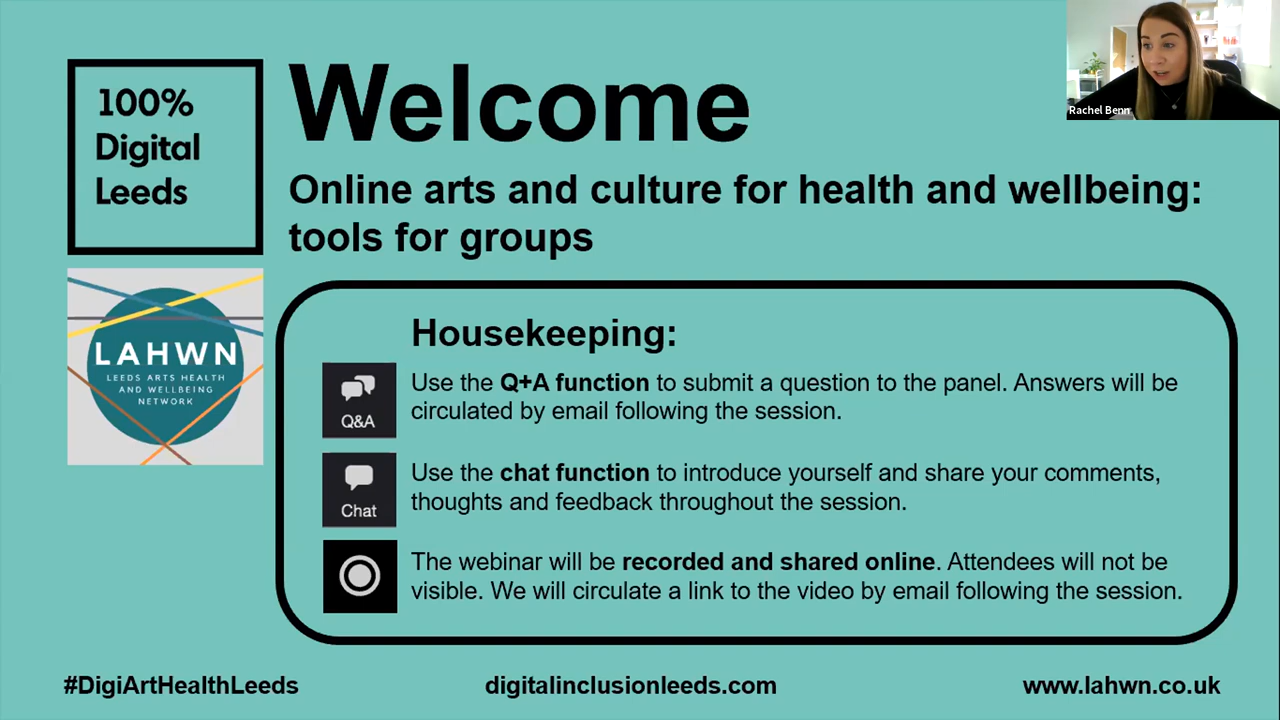 Rachel Benn
100%
Digital
Leeds
Welcome
Online arts and culture for health and wellbeing:
tools for groups
LAHWN
LEEDS ARTS HEALTH
AND WELLBEING
NETWORK
Housekeeping:
Q&A
Use the Q+A function to submit a question to the panel. Answers will be
circulated by email following the session.
Chat
Use the chat function to introduce yourself and share your comments,
thoughts and feedback throughout the session.
The webinar will be recorded and shared online. Attendees will not be
visible. We will circulate a link to the video by email following the session.
#DigiArtHealthLeeds
digitalinclusionleeds.com
www.lahwn.co.uk